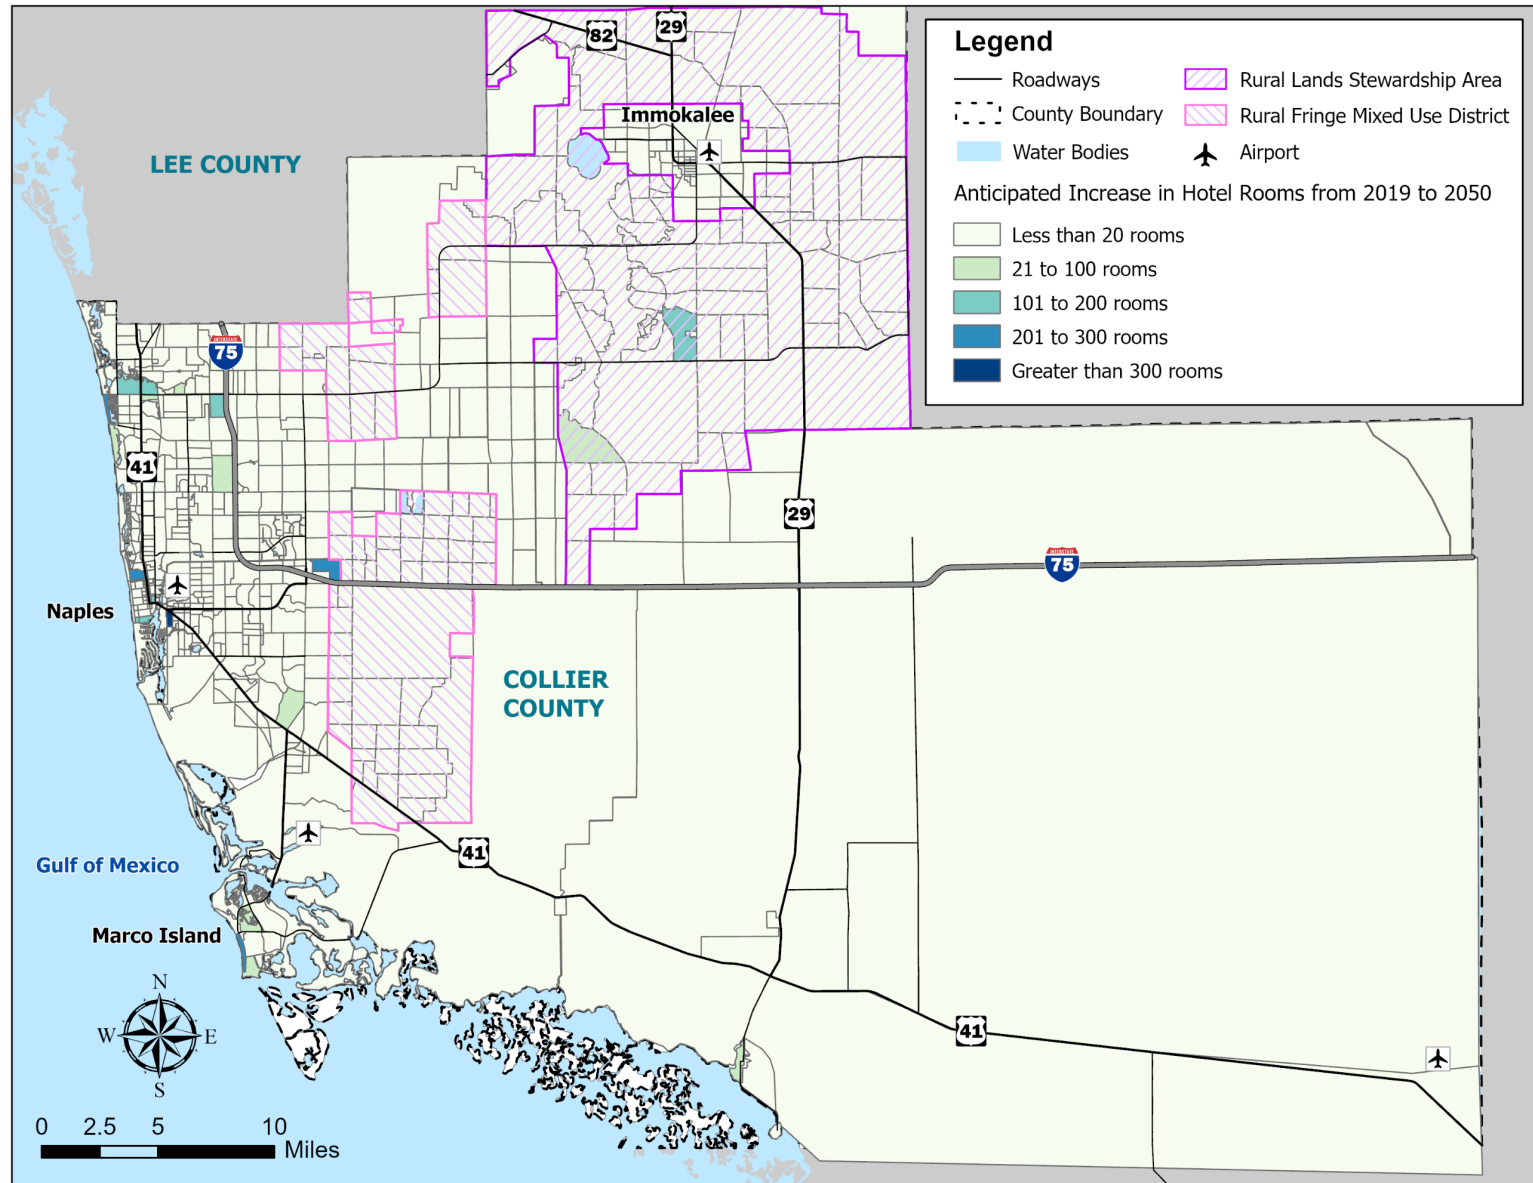 82
29
Immokalee
LEE COUNTY
INTERSTATE
75
41
29
INTERSTATE
75
Naples
COLLIER
COUNTY
41
Gulf of Mexico
Marco Island
41
N
W E
S
0 2.5 5 10
Miles
Legend
Roadways
County Boundary
Water Bodies
Rural Lands Stewardship Area
Rural Fringe Mixed Use District
Airport
Anticipated Increase in Hotel Rooms from 2019 to 2050
Less than 20 rooms
21 to 100 rooms
101 to 200 rooms
201 to 300 rooms
Greater than 300 rooms